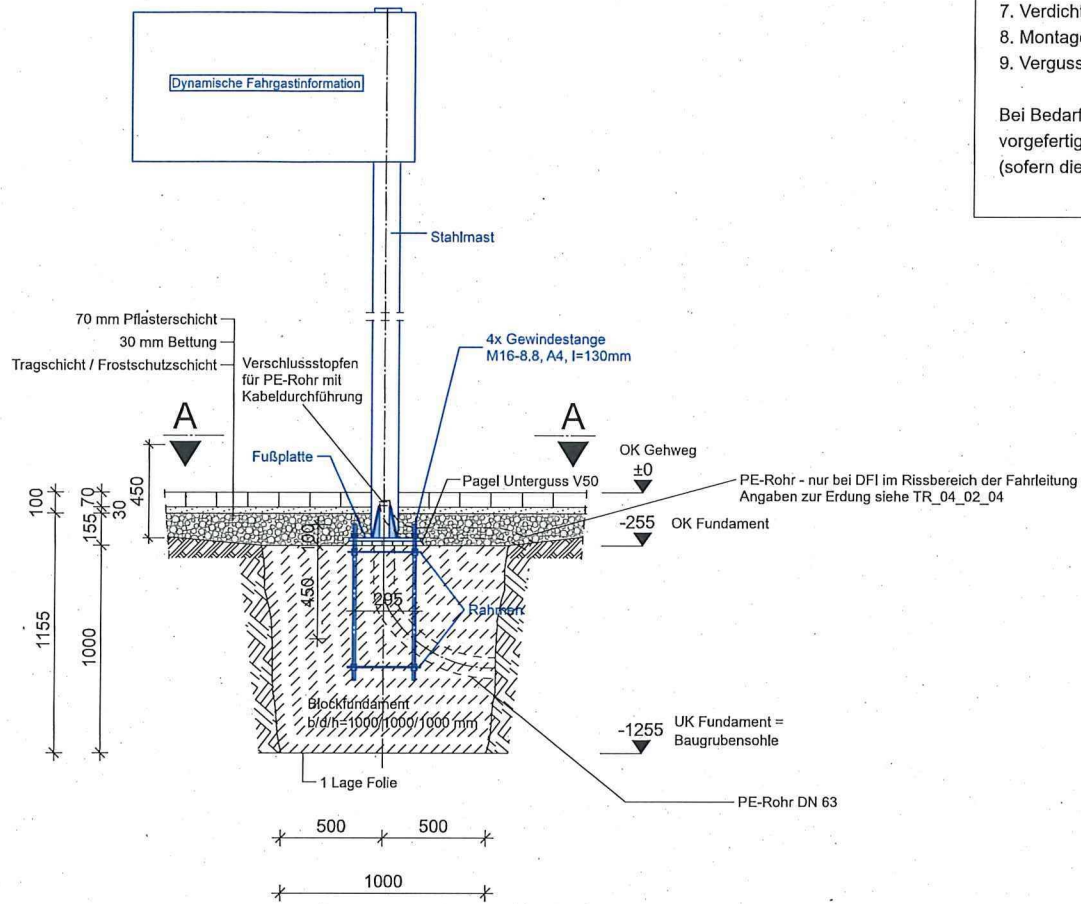 7. Verdicht
8. Montage
9. Verguss
Bei Bedarf
vorgefertig
(sofern die
Dynamische Fahrgastinformation
Stahlmast
70 mm Pflasterschicht
30 mm Bettung
Tragschicht / Frostschutzschicht
Verschlussstopfen
für PE-Rohr mit
Kabeldurchführung
4x Gewindestange
M16-8.8, A4, l=130mm
A
A
Fußplatte
Pagel Unterguss V50
OK Gehweg
±0
PE-Rohr - nur bei DFI im Rissbereich der Fahrleitung
Angaben zur Erdung siehe TR_04_02_04
-255 OK Fundament
100
70
30
155
450
1155
1000
100
450
295
Rahmen
Blockfundament
b/d/h=1000/1000/1000 mm
-1255 UK Fundament =
Baugrubensohle
1 Lage Folie
PE-Rohr DN 63
500
500
1000